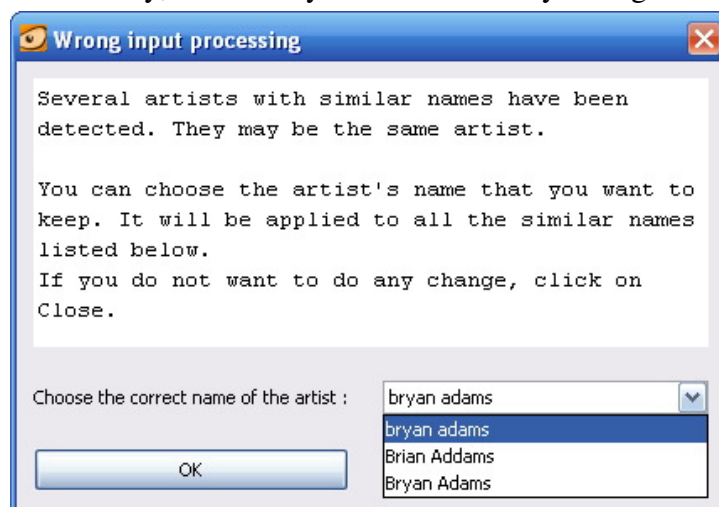 Wrong input processing
Several artists with similar names have been
detected. They may be the same artist.
You can choose the artist's name that you want to
keep. It will be applied to all the similar names
listed below.
If you do not want to do any change, click on
Close.
Choose the correct name of the artist :
bryan adams
bryan adams
Brian Addams
Bryan Adams
OK